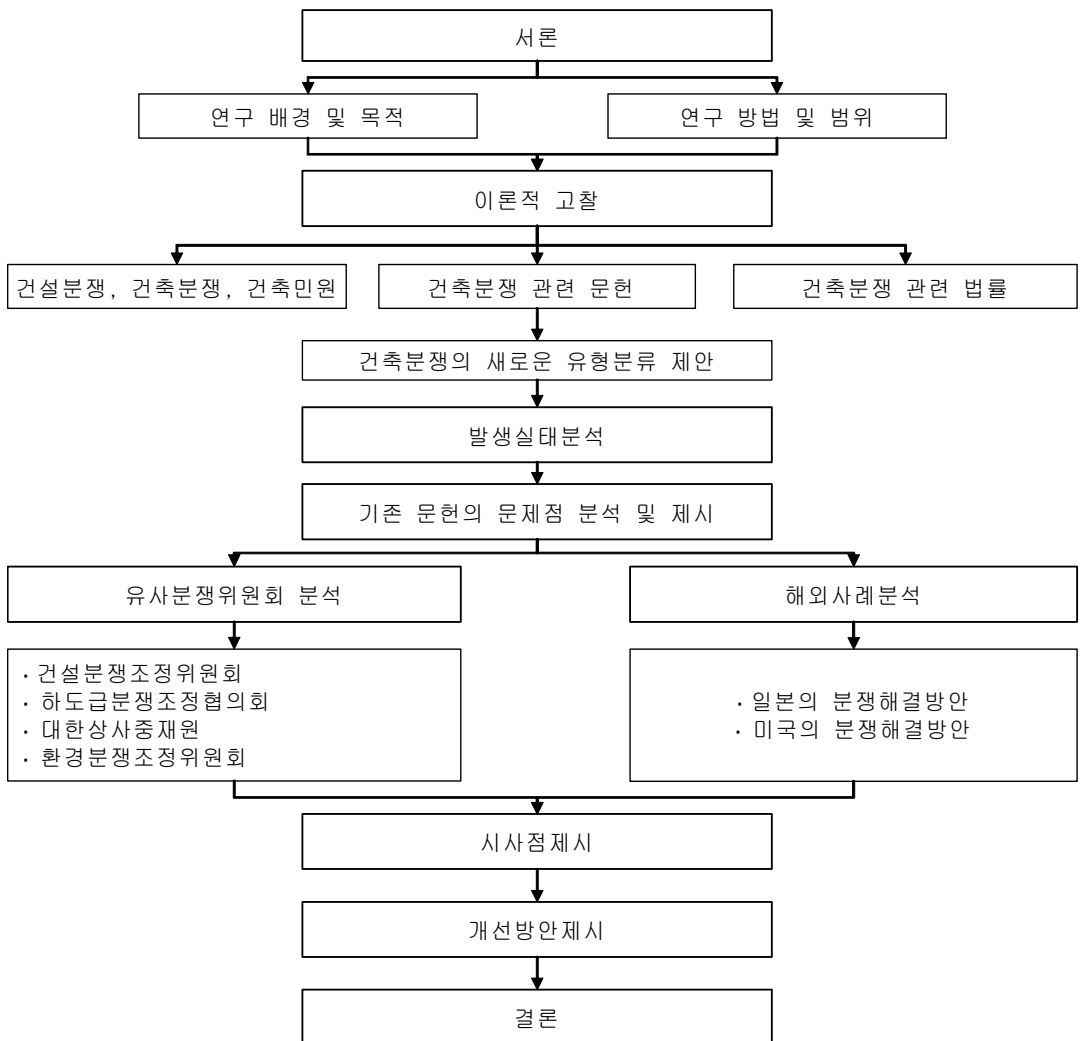 서론
연구 배경 및 목적
연구 방법 및 범위
이론적 고찰
건설분쟁, 건축분쟁, 건축민원
건축분쟁 관련 문헌
건축분쟁 관련 법률
건축분쟁의 새로운 유형분류 제안
발생실태분석
기존 문헌의 문제점 분석 및 제시
유사분쟁위원회 분석
해외사례분석
· 건설분쟁조정위원회
· 하도급분쟁조정협의회
· 대한상사중재원
· 환경분쟁조정위원회
· 일본의 분쟁해결방안
· 미국의 분쟁해결방안
시사점제시
개선방안제시
결론